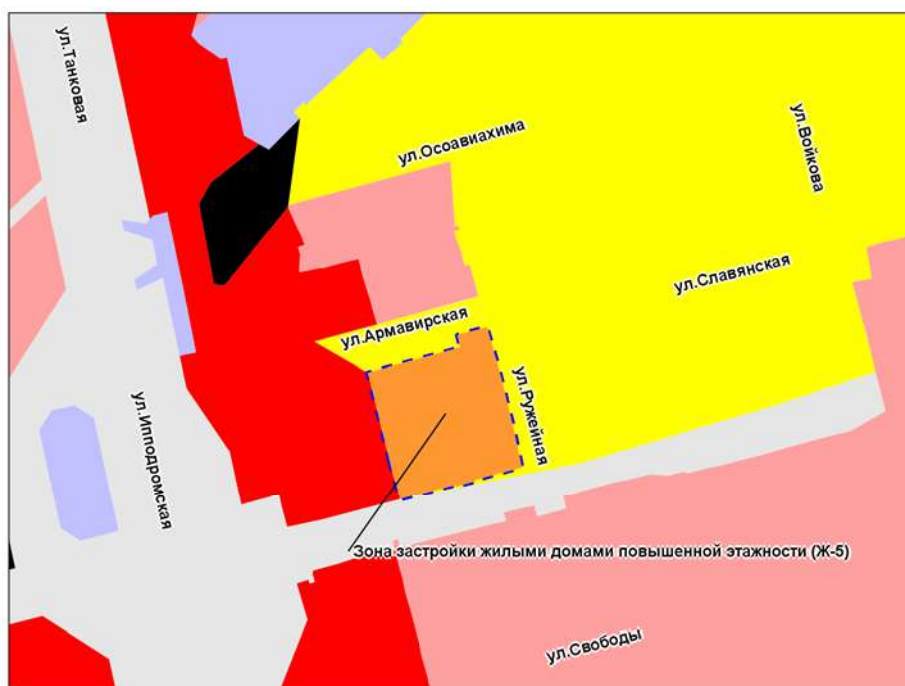 ул.Танковая
ул.Осоавиахима
ул.Войкова
ул.Славянская
ул.Армавирская
ул.Ружейная
ул.Ипподромская
Зона застройки жилыми домами повышенной этажности (Ж-5)
ул.Свободы